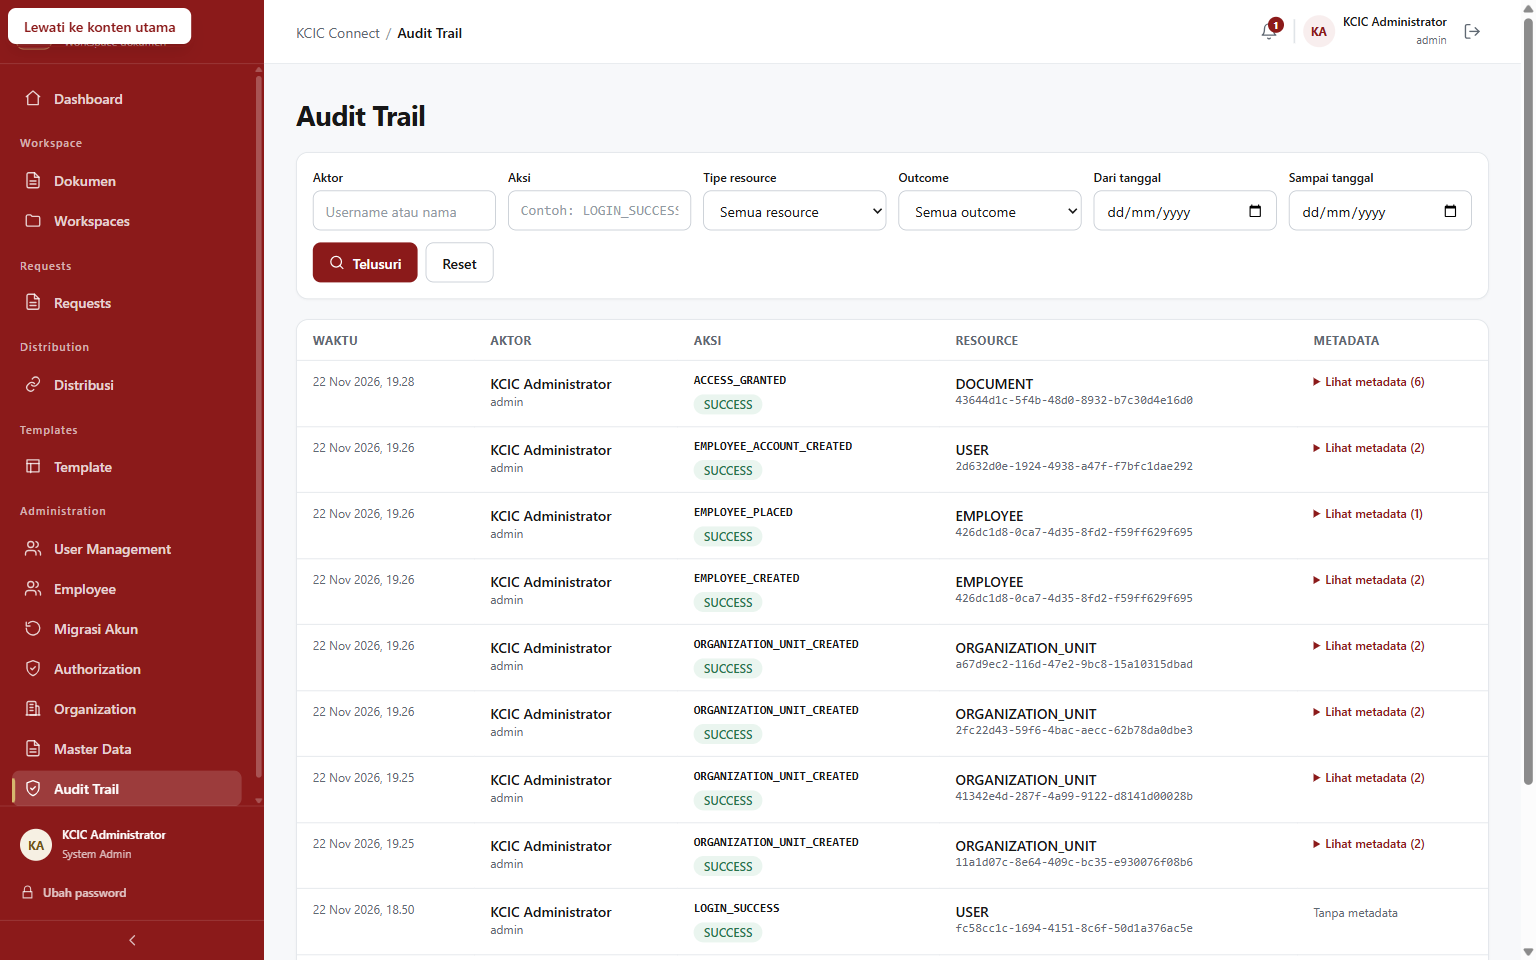 Lewati ke konten utama
KCIC Connect / Audit Trail
1
KA
KCIC Administrator
admin
Dashboard
Workspace
Dokumen
Workspaces
Requests
Requests
Distribution
Distribusi
Templates
Template
Administration
User Management
Employee
Migrasi Akun
Authorization
Organization
Master Data
Audit Trail
KA
KCIC Administrator
System Admin
Ubah password
Audit Trail
Aktor
Aksi
Tipe resource
Outcome
Dari tanggal
Sampai tanggal
Username atau nama
Contoh: LOGIN_SUCCESS
Semua resource
Semua outcome
dd/mm/yyyy
dd/mm/yyyy
Telusuri
Reset
WAKTU AKTOR AKSI RESOURCE METADATA
22 Nov 2026, 19.28
KCIC Administrator
admin
ACCESS_GRANTED
SUCCESS
DOCUMENT
43644d1c-5f4b-48d0-8932-b7c30d4e16d0
Lihat metadata (6)
22 Nov 2026, 19.26
KCIC Administrator
admin
EMPLOYEE_ACCOUNT_CREATED
SUCCESS
USER
2d632d0e-1924-4938-a47f-f7bfc1dae292
Lihat metadata (2)
22 Nov 2026, 19.26
KCIC Administrator
admin
EMPLOYEE_PLACED
SUCCESS
EMPLOYEE
426dc1d8-0ca7-4d35-8fd2-f59ff629f695
Lihat metadata (1)
22 Nov 2026, 19.26
KCIC Administrator
admin
EMPLOYEE_CREATED
SUCCESS
EMPLOYEE
426dc1d8-0ca7-4d35-8fd2-f59ff629f695
Lihat metadata (2)
22 Nov 2026, 19.26
KCIC Administrator
admin
ORGANIZATION_UNIT_CREATED
SUCCESS
ORGANIZATION_UNIT
a67d9ec2-116d-47e2-9bc8-15a10315dbad
Lihat metadata (2)
22 Nov 2026, 19.26
KCIC Administrator
admin
ORGANIZATION_UNIT_CREATED
SUCCESS
ORGANIZATION_UNIT
2fc22d43-59f6-4bac-aecc-62b78da0dbe3
Lihat metadata (2)
22 Nov 2026, 19.25
KCIC Administrator
admin
ORGANIZATION_UNIT_CREATED
SUCCESS
ORGANIZATION_UNIT
41342e4d-287f-4a99-9122-d8141d00028b
Lihat metadata (2)
22 Nov 2026, 19.25
KCIC Administrator
admin
ORGANIZATION_UNIT_CREATED
SUCCESS
ORGANIZATION_UNIT
11a1d07c-8e64-409c-bc35-e930076f08b6
Lihat metadata (2)
22 Nov 2026, 18.50
KCIC Administrator
admin
LOGIN_SUCCESS
SUCCESS
USER
fc58cc1c-1694-4151-8c6f-50d1a376ac5e
Tanpa metadata